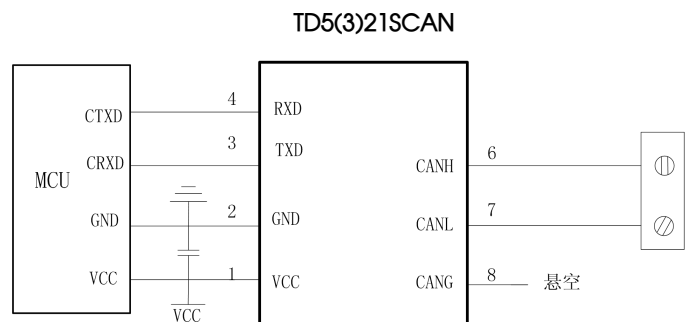 TD5(3)21SCAN
CTXD 4 RXD
CRXD 3 TXD
MCU
CANH 6
GND 2 GND
CANL 7
VCC 1 VCC
CANG 8 悬空
VCC